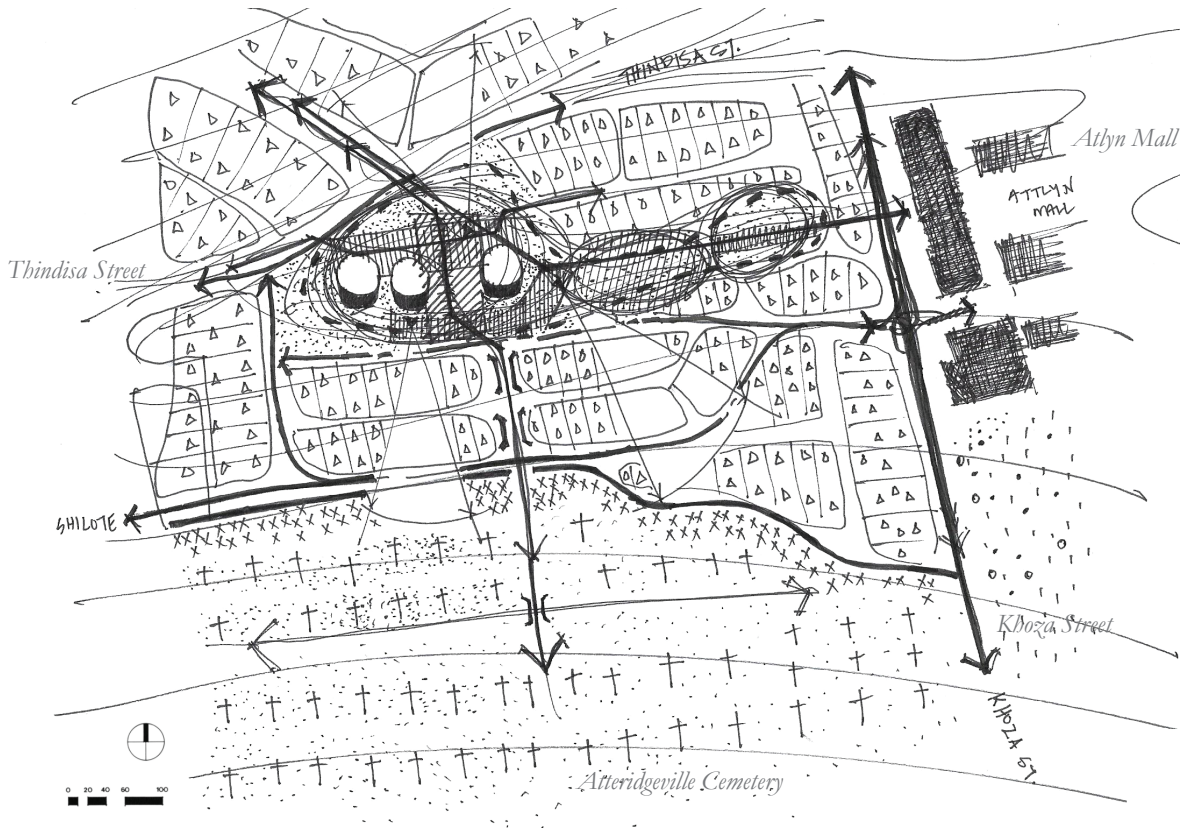 THINDISA ST.
Atlyn Mall
ATTLYN
MALL
Thindisa Street
SHILOTE
Khoza Street
KHOZA ST
Atteridgeville Cemetery
0 20 40 60 100